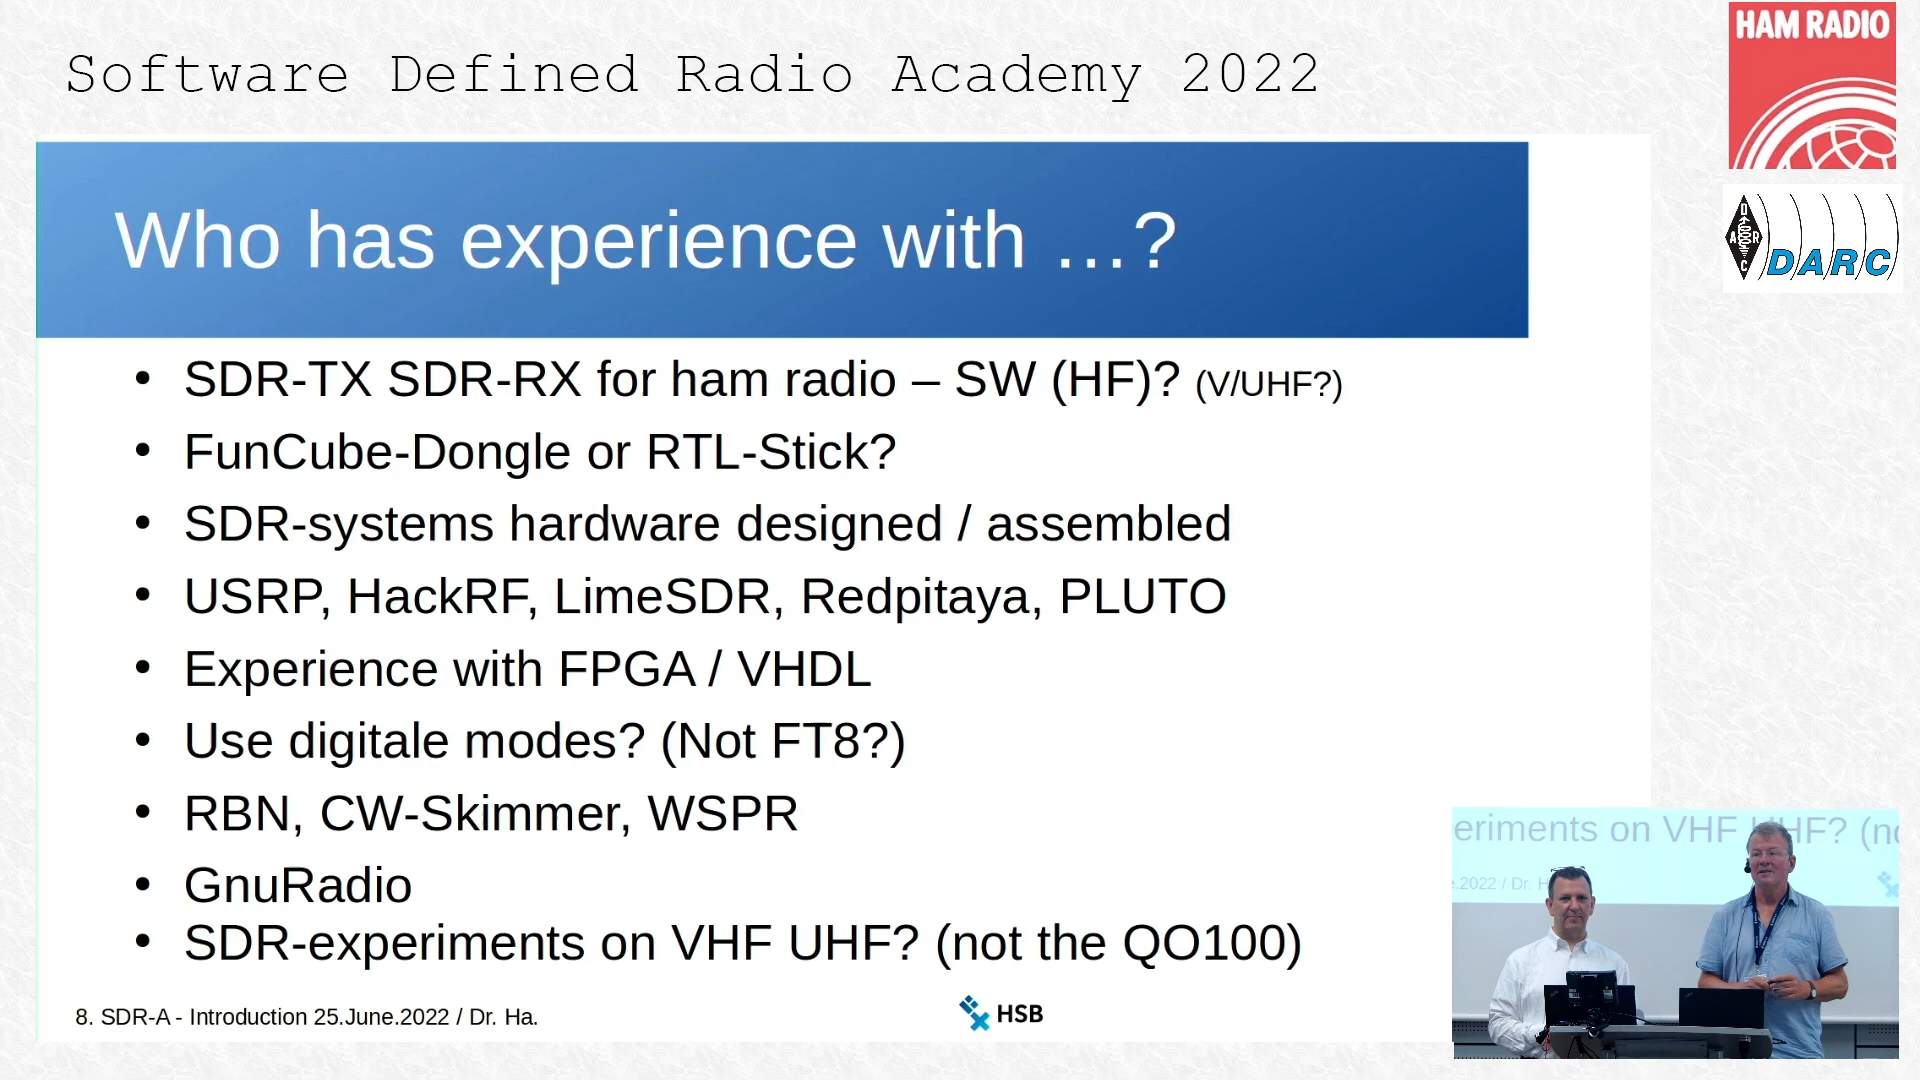 Software Defined Radio Academy 2022
HAM RADIO
D
A R
C
DARC
Who has experience with …?
• SDR-TX SDR-RX for ham radio – SW (HF)? (V/UHF?)
• FunCube-Dongle or RTL-Stick?
• SDR-systems hardware designed / assembled
• USRP, HackRF, LimeSDR, Redpitaya, PLUTO
• Experience with FPGA / VHDL
• Use digitale modes? (Not FT8?)
• RBN, CW-Skimmer, WSPR
• GnuRadio
• SDR-experiments on VHF UHF? (not the QO100)
8. SDR-A - Introduction 25.June.2022 / Dr. Ha.
HSB
eriments on VHF UHF? (no
.2022 / Dr. H